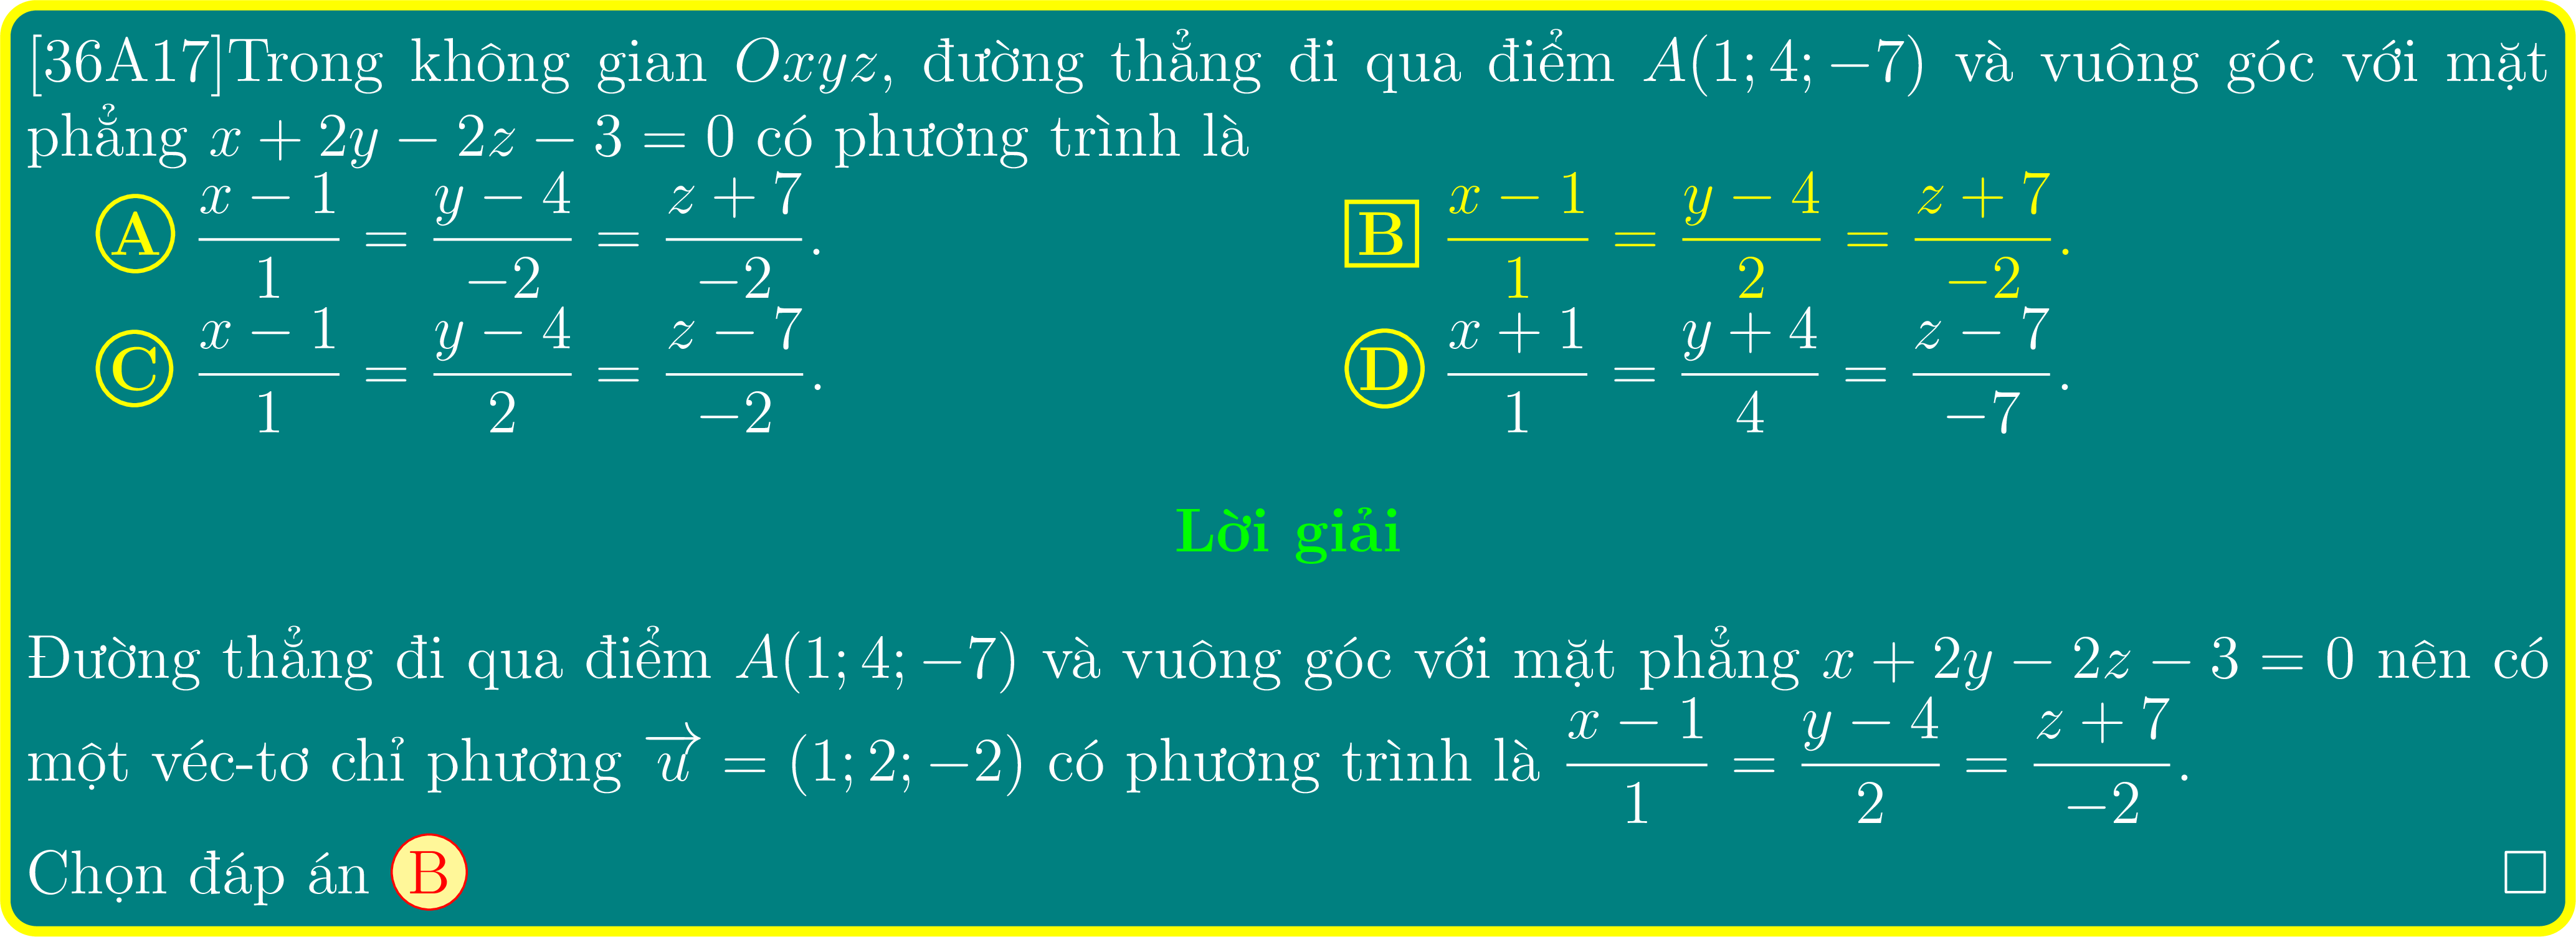 [36A17]Trong không gian Oxyz, đường thẳng đi qua điểm A(1; 4; −7) và vuông góc với mặt
phẳng x + 2y − 2z − 3 = 0 có phương trình là
A \frac{x − 1}{1} = \frac{y − 4}{−2} = \frac{z + 7}{−2}.
B \frac{x − 1}{1} = \frac{y − 4}{2} = \frac{z + 7}{−2}.
C \frac{x − 1}{1} = \frac{y − 4}{2} = \frac{z − 7}{−2}.
D \frac{x + 1}{1} = \frac{y + 4}{4} = \frac{z − 7}{−7}.
Lời giải
Đường thẳng đi qua điểm A(1; 4; −7) và vuông góc với mặt phẳng x + 2y − 2z − 3 = 0 nên có
một véc-tơ chỉ phương \overrightarrow{u} = (1; 2; −2) có phương trình là \frac{x − 1}{1} = \frac{y − 4}{2} = \frac{z + 7}{−2}.
Chọn đáp án B □